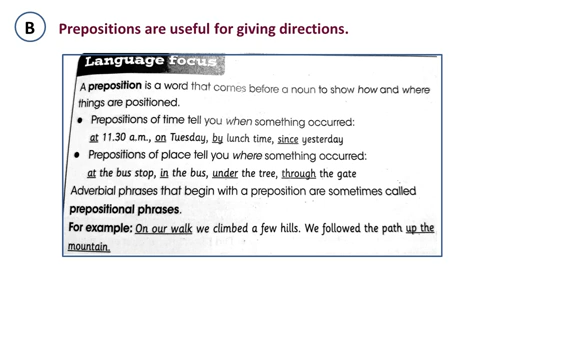 B Prepositions are useful for giving directions.
Language focus
A preposition is a word that comes before a noun to show how and where
things are positioned.
• Prepositions of time tell you when something occurred:
at 11.30 a.m., on Tuesday, by lunch time, since yesterday
• Prepositions of place tell you where something occurred:
at the bus stop, in the bus, under the tree, through the gate
Adverbial phrases that begin with a preposition are sometimes called
prepositional phrases.
For example: On our walk we climbed a few hills. We followed the path up the
mountain.